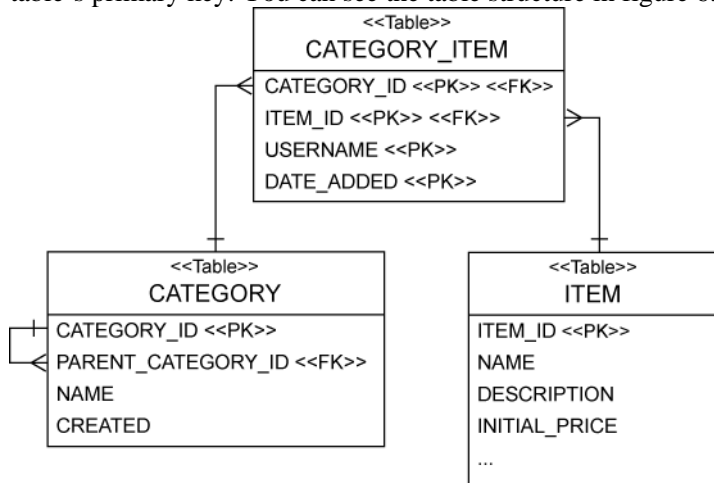 table's primary key. You can see the table structure in figure 6.
<<Table>>
CATEGORY_ITEM
CATEGORY_ID <<PK>> <<FK>>
ITEM_ID <<PK>> <<FK>>
USERNAME <<PK>>
DATE_ADDED <<PK>>
<<Table>>
CATEGORY
CATEGORY_ID <<PK>>
PARENT_CATEGORY_ID <<FK>>
NAME
CREATED
<<Table>>
ITEM
ITEM_ID <<PK>>
NAME
DESCRIPTION
INITIAL_PRICE
...